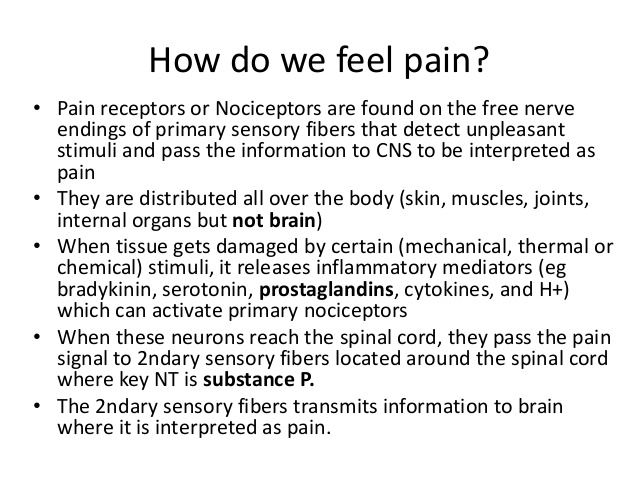 How do we feel pain?
• Pain receptors or Nociceptors are found on the free nerve
endings of primary sensory fibers that detect unpleasant
stimuli and pass the information to CNS to be interpreted as
pain
• They are distributed all over the body (skin, muscles, joints,
internal organs but not brain)
• When tissue gets damaged by certain (mechanical, thermal or
chemical) stimuli, it releases inflammatory mediators (eg
bradykinin, serotonin, prostaglandins, cytokines, and H+)
which can activate primary nociceptors
• When these neurons reach the spinal cord, they pass the pain
signal to 2ndary sensory fibers located around the spinal cord
where key NT is substance P.
• The 2ndary sensory fibers transmits information to brain
where it is interpreted as pain.